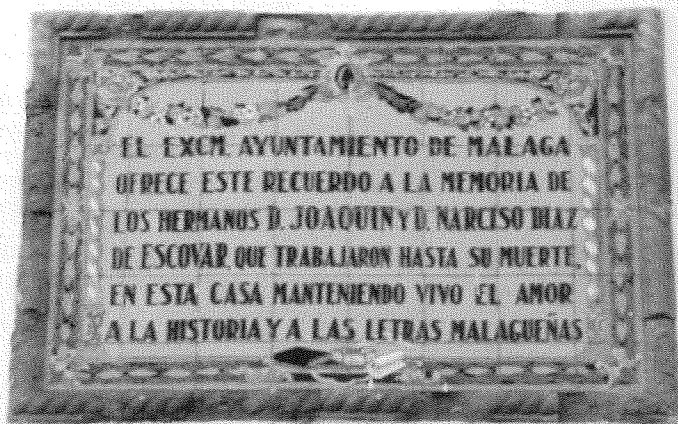 EL EXCM. AYUNTAMIENTO DE MALAGA
OFRECE ESTE RECUERDO A LA MEMORIA DE
LOS HERMANOS D. JOAQUIN Y D. NARCISO DIAZ
DE ESCOVAR, QUE TRABAJARON HASTA SU MUERTE,
EN ESTA CASA MANTENIENDO VIVO EL AMOR
A LA HISTORIA Y A LAS LETRAS MALAGUEÑAS